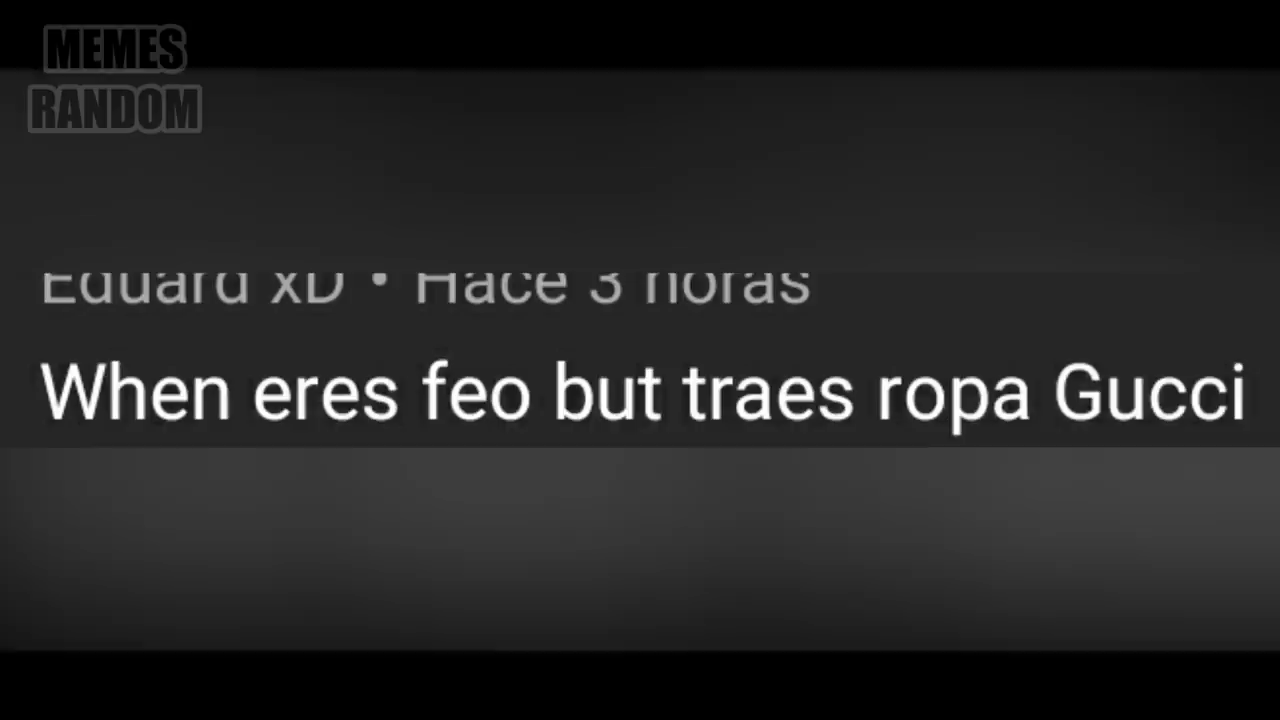 MEMES
RANDOM
Eduard xD • Hace 3 horas
When eres feo but traes ropa Gucci